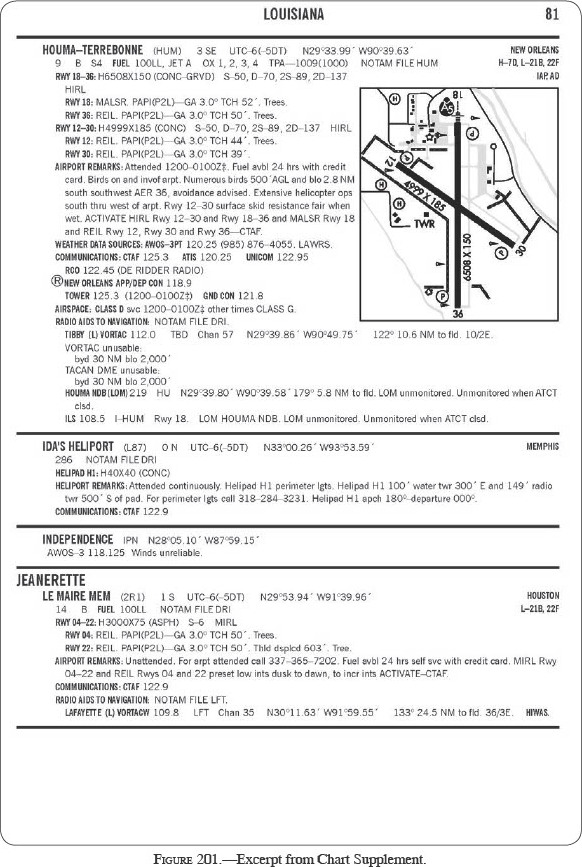 LOUISIANA 81
HOUMA–TERREBONNE (HUM) 3 SE UTC-6(-5DT) N29°33.99´ W90°39.63´ NEW ORLEANS
9 B S4 FUEL 100LL, JET A OX 1, 2, 3, 4 TPA—1009(1000) NOTAM FILE HUM H-7D, L-21B, 22F
IAP, AD
RWY 18-36: H6508X150 (CONC-GRVD) S-50, D-70, 2S-89, 2D-137
HIRL
RWY 18: MALSR. PAPI(P2L)—GA 3.0° TCH 52´. Trees.
RWY 36: REIL. PAPI(P2L)—GA 3.0° TCH 50´. Trees.
RWY 12-30: H4999X185 (CONC) S-50, D-70, 2S-89, 2D-137 HIRL
RWY 12: REIL. PAPI(P2L)—GA 3.0° TCH 44´. Trees.
RWY 30: REIL. PAPI(P2L)—GA 3.0° TCH 39´.
AIRPORT REMARKS: Attended 1200-0100Z‡. Fuel avbl 24 hrs with credit
card. Birds on and invof arpt. Numerous birds 500´AGL and blo 2.8 NM
south southwest AER 36, avoidance advised. Extensive helicopter ops
south thru west of arpt. Rwy 12-30 surface skid resistance fair when
wet. ACTIVATE HIRL Rwy 12-30 and Rwy 18-36 and MALSR Rwy 18
and REIL Rwy 12, Rwy 30 and Rwy 36—CTAF.
WEATHER DATA SOURCES: AWOS-3PT 120.25 (985) 876-4055. LAWRS.
COMMUNICATIONS: CTAF 125.3 ATIS 120.25 UNICOM 122.95
RCO 122.45 (DE RIDDER RADIO)
Ⓡ NEW ORLEANS APP/DEP CON 118.9
TOWER 125.3 (1200-0100Z‡) GND CON 121.8
AIRSPACE: CLASS D svc 1200-0100Z‡ other times CLASS G.
RADIO AIDS TO NAVIGATION: NOTAM FILE DRI.
TIBBY (L) VORTAC 112.0 TBD Chan 57 N29°39.86´ W90°49.75´ 122° 10.6 NM to fld. 10/2E.
VORTAC unusable:
byd 30 NM blo 2,000´
TACAN DME unusable:
byd 30 NM blo 2,000´
HOUMA NDB (LOM) 219 HU N29°39.80´ W90°39.58´ 179° 5.8 NM to fld. LOM unmonitored. Unmonitored when ATCT
clsd.
ILS 108.5 I-HUM Rwy 18. LOM HOUMA NDB. LOM unmonitored. Unmonitored when ATCT clsd.
18
H
A5
P
12
P
4999 X 185
H
H
TWR
6508 X 150
P
30
P
36
IDA'S HELIPORT (L87) 0 N UTC-6(-5DT) N33°00.26´ W93°53.59´ MEMPHIS
286 NOTAM FILE DRI
HELIPAD H1: H40X40 (CONC)
HELIPORT REMARKS: Attended continuously. Helipad H1 perimeter lgts. Helipad H1 100´ water twr 300´ E and 149´ radio
twr 500´ S of pad. For perimeter lgts call 318-284-3231. Helipad H1 apch 180°-departure 000°.
COMMUNICATIONS: CTAF 122.9
INDEPENDENCE IPN N28°05.10´ W87°59.15´
AWOS-3 118.125 Winds unreliable.
JEANERETTE
LE MAIRE MEM (2R1) 1 S UTC-6(-5DT) N29°53.94´ W91°39.96´ HOUSTON
14 B FUEL 100LL NOTAM FILE DRI L-21B, 22F
RWY 04-22: H3000X75 (ASPH) S-6 MIRL
RWY 04: REIL. PAPI(P2L)—GA 3.0° TCH 50´. Trees.
RWY 22: REIL. PAPI(P2L)—GA 3.0° TCH 50´. Thld dsplcd 603´. Tree.
AIRPORT REMARKS: Unattended. For arpt attended call 337-365-7202. Fuel avbl 24 hrs self svc with credit card. MIRL Rwy
04-22 and REIL Rwys 04 and 22 preset low ints dusk to dawn, to incr ints ACTIVATE-CTAF.
COMMUNICATIONS: CTAF 122.9
RADIO AIDS TO NAVIGATION: NOTAM FILE LFT.
LAFAYETTE (L) VORTACW 109.8 LFT Chan 35 N30°11.63´ W91°59.55´ 133° 24.5 NM to fld. 36/3E. HIWAS.
FIGURE 201.—Excerpt from Chart Supplement.